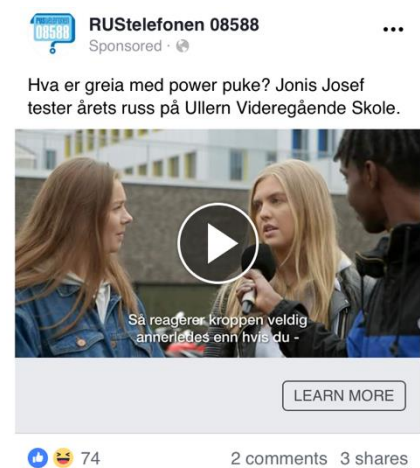 RUStelefonen
08588
RUStelefonen 08588
Sponsored ·
Hva er greia med power puke? Jonis Josef
tester årets russ på Ullern Videregående Skole.
Så reagerer kroppen veldig
annerledes enn hvis du -
LEARN MORE
74
2 comments 3 shares